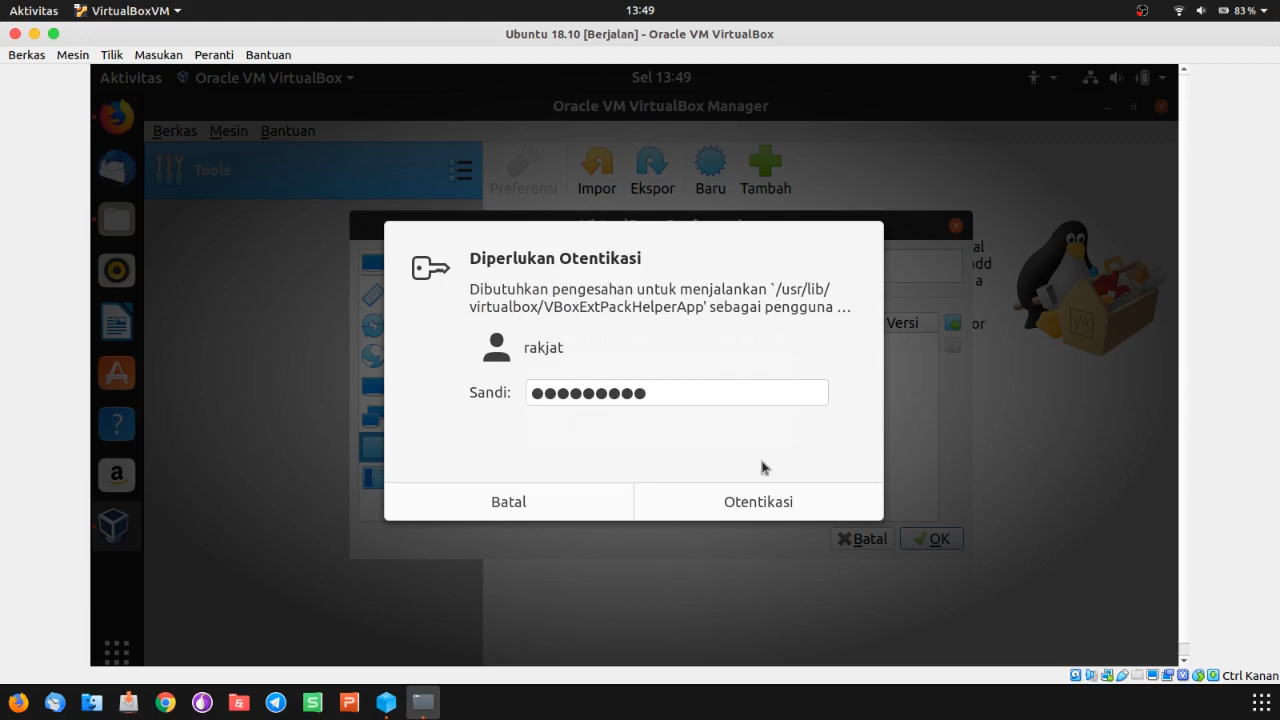 Aktivitas VirtualBoxVM 13:49 83 %
Ubuntu 18.10 [Berjalan] - Oracle VM VirtualBox
Berkas Mesin Tilik Masukan Peranti Bantuan
Aktivitas Oracle VM VirtualBox Sel 13:49
Oracle VM VirtualBox Manager
Berkas Mesin Bantuan
Tools
Preferensi Impor Ekspor Baru Tambah
Diperlukan Otentikasi
Dibutuhkan pengesahan untuk menjalankan `/usr/lib/
virtualbox/VBoxExtPackHelperApp' sebagai pengguna …
Versi
rakjat
Sandi: ●●●●●●●●●
Batal Otentikasi
Batal OK
Ctrl Kanan